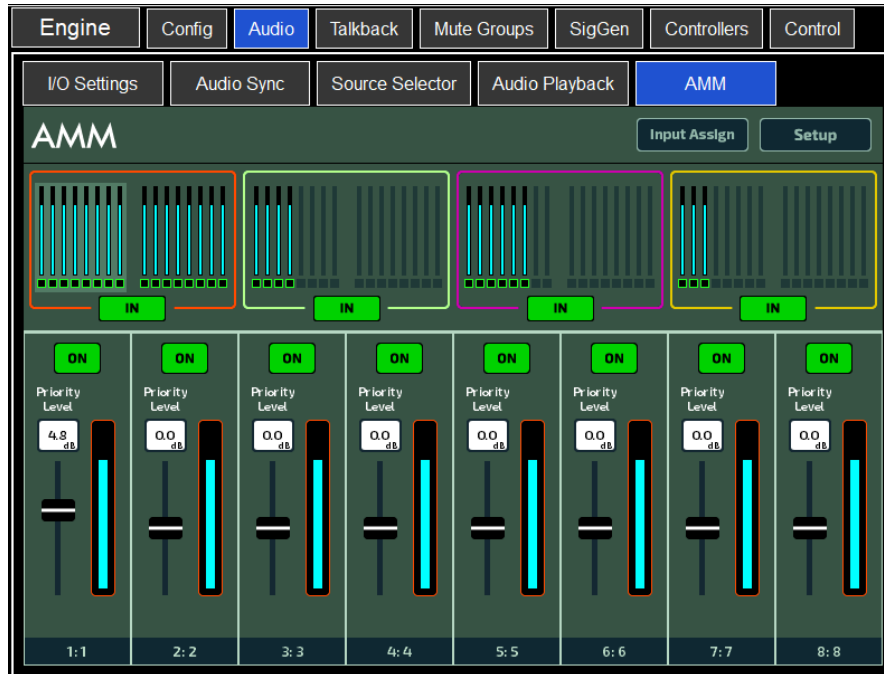 Engine Config Audio Talkback Mute Groups SigGen Controllers Control
I/O Settings Audio Sync Source Selector Audio Playback AMM
AMM Input Assign Setup
IN IN IN IN
ON ON ON ON ON ON ON ON
Priority Priority Priority Priority Priority Priority Priority Priority
Level Level Level Level Level Level Level Level
4.8 0.0 0.0 0.0 0.0 0.0 0.0 0.0
dB dB dB dB dB dB dB dB
1:1 2:2 3:3 4:4 5:5 6:6 7:7 8:8